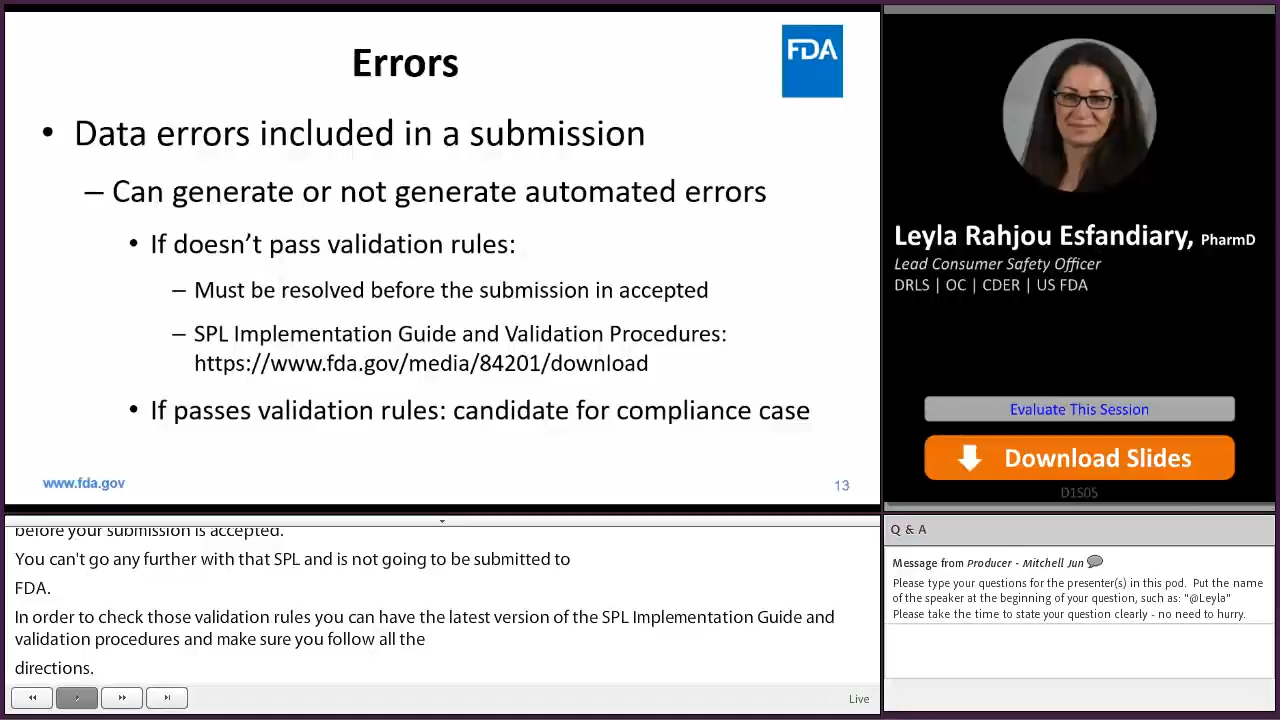 Errors
FDA
• Data errors included in a submission
– Can generate or not generate automated errors
• If doesn’t pass validation rules:
– Must be resolved before the submission in accepted
– SPL Implementation Guide and Validation Procedures:
https://www.fda.gov/media/84201/download
• If passes validation rules: candidate for compliance case
www.fda.gov
13
Leyla Rahjou Esfandiary, PharmD
Lead Consumer Safety Officer
DRLS | OC | CDER | US FDA
Evaluate This Session
Download Slides
D1S05
before your submission is accepted.
You can't go any further with that SPL and is not going to be submitted to
FDA.
In order to check those validation rules you can have the latest version of the SPL Implementation Guide and
validation procedures and make sure you follow all the
directions.
Live
Q & A
Message from Producer - Mitchell Jun
Please type your questions for the presenter(s) in this pod. Put the name
of the speaker at the beginning of your question, such as: "@Leyla"
Please take the time to state your question clearly - no need to hurry.